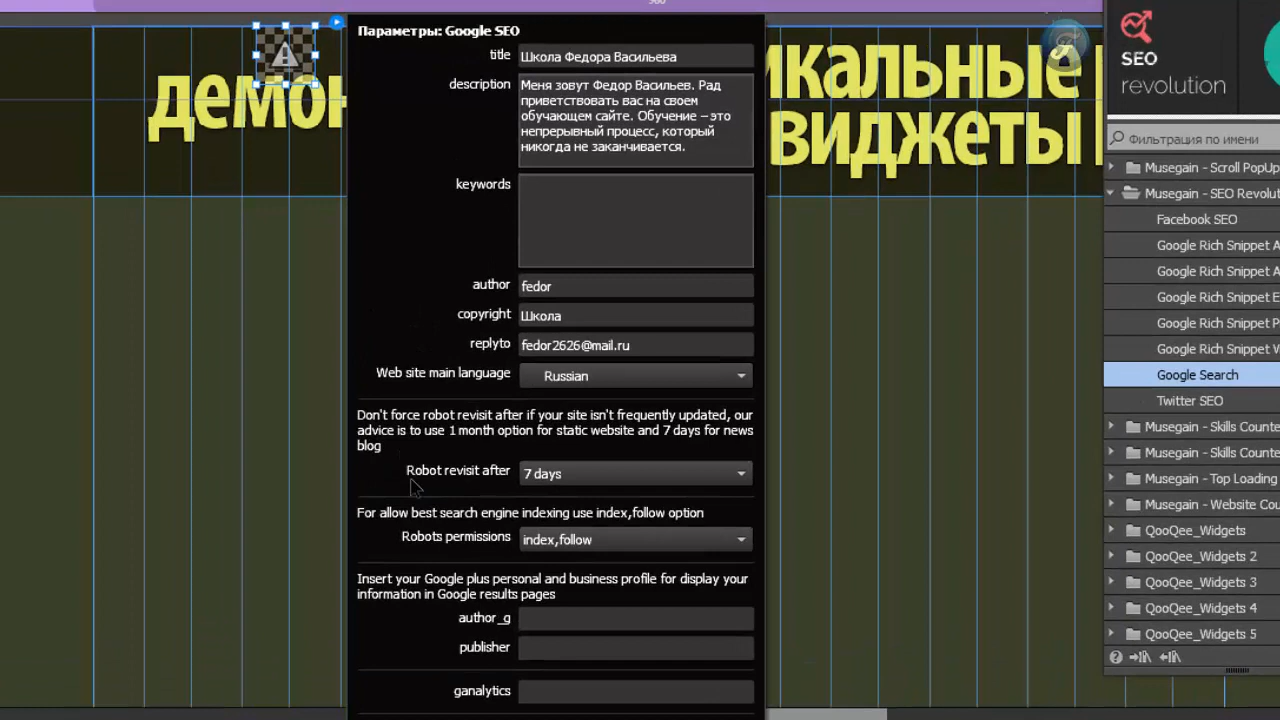 960
Параметры: Google SEO
title
Школа Федора Васильева
description
Меня зовут Федор Васильев. Рад
приветствовать вас на своем
обучающем сайте. Обучение – это
непрерывный процесс, который
никогда не заканчивается.
keywords
author
fedor
copyright
Школа
replyto
fedor2626@mail.ru
Web site main language
Russian
Don't force robot revisit after if your site isn't frequently updated, our
advice is to use 1 month option for static website and 7 days for news
blog
Robot revisit after
7 days
For allow best search engine indexing use index,follow option
Robots permissions
index,follow
Insert your Google plus personal and business profile for display your
information in Google results pages
author_g
publisher
ganalytics
демон
икальные
виджеты
SEO
revolution
Фильтрация по имени
Musegain - Scroll PopUp
Musegain - SEO Revolut
Facebook SEO
Google Rich Snippet A
Google Rich Snippet A
Google Rich Snippet E
Google Rich Snippet P
Google Rich Snippet V
Google Search
Twitter SEO
Musegain - Skills Counte
Musegain - Skills Counte
Musegain - Top Loading
Musegain - Website Cou
QooQee_Widgets
QooQee_Widgets 2
QooQee_Widgets 3
QooQee_Widgets 4
QooQee_Widgets 5